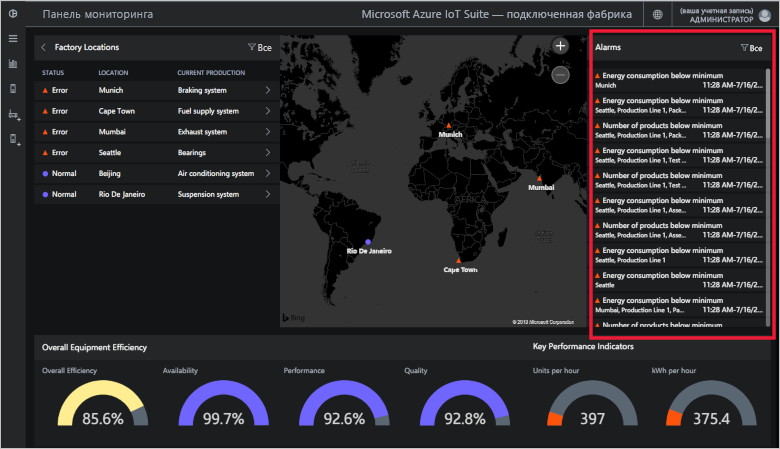 Панель мониторинга
Microsoft Azure IoT Suite — подключенная фабрика
(ваша учетная запись)
АДМИНИСТРАТОР
Factory Locations
Все
STATUS LOCATION CURRENT PRODUCTION
Error Munich Braking system
Error Cape Town Fuel supply system
Error Mumbai Exhaust system
Error Seattle Bearings
Normal Beijing Air conditioning system
Normal Rio De Janeiro Suspension system
Munich
AFRICA
Mumbai
Rio De Janeiro
Cape Town
Bing
© 2018 Microsoft Corporation
Alarms Все
Energy consumption below minimum
Munich 11:28 AM-7/16/2...
Energy consumption below minimum
Seattle, Production Line 1, Pack... 11:28 AM-7/16/2...
Number of products below minimum
Seattle, Production Line 1, Pack... 11:28 AM-7/16/2...
Energy consumption below minimum
Seattle, Production Line 1, Test ... 11:28 AM-7/16/2...
Number of products below minimum
Seattle, Production Line 1, Test ... 11:28 AM-7/16/2...
Energy consumption below minimum
Seattle, Production Line 1, Asse... 11:28 AM-7/16/2...
Number of products below minimum
Seattle, Production Line 1, Asse... 11:28 AM-7/16/2...
Energy consumption below minimum
Seattle, Production Line 1 11:28 AM-7/16/2...
Energy consumption below minimum
Seattle 11:28 AM-7/16/2...
Energy consumption below minimum
Mumbai, Production Line 1, Pa... 11:28 AM-7/16/2...
Number of products below minimum
Overall Equipment Efficiency
Key Performance Indicators
Overall Efficiency Availability Performance Quality Units per hour kWh per hour
85.6% 99.7% 92.6% 92.8% 397 375.4